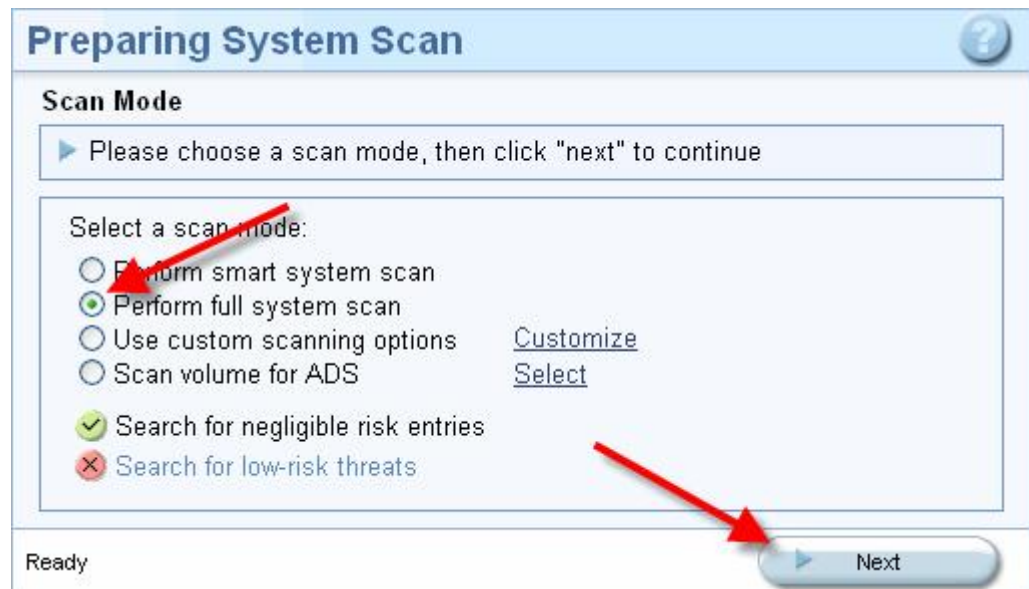 Preparing System Scan
?
Scan Mode
Please choose a scan mode, then click "next" to continue
Select a scan mode:
Perform smart system scan
Perform full system scan
Use custom scanning options Customize
Scan volume for ADS Select
Search for negligible risk entries
Search for low-risk threats
Ready Next